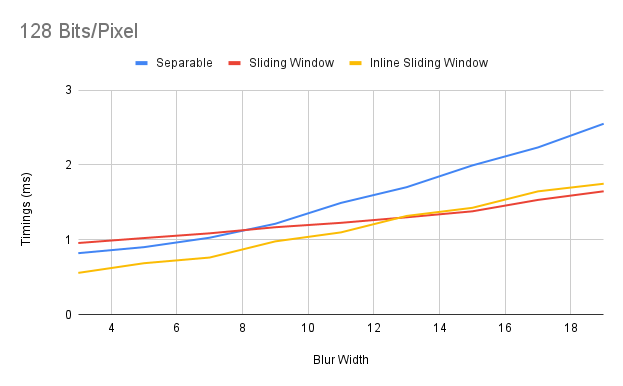 128 Bits/Pixel
Separable Sliding Window Inline Sliding Window
3
2
1
0
Timings (ms)
4 6 8 10 12 14 16 18
Blur Width